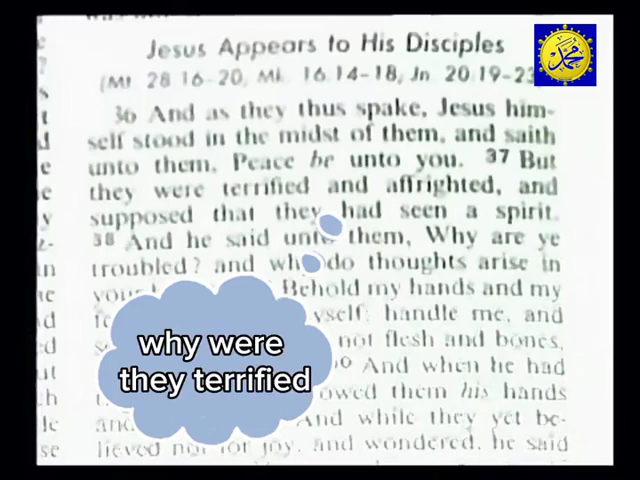 Jesus Appears to His Disciples
(Mt. 28 16-20, Mk. 16.14-18, Jn. 20.19-23
36 And as they thus spake, Jesus him-
self stood in the midst of them, and saith
unto them, Peace be unto you. 37 But
they were terrified and affrighted, and
supposed that they had seen a spirit.
38 And he said unto them, Why are ye
troubled? and why do thoughts arise in
Behold my hands and my
handle me, and
not flesh and bones,
And when he had
his hands
And while they yet be-
lieved not for joy, and wondered, he said
why were
they terrified
محمد